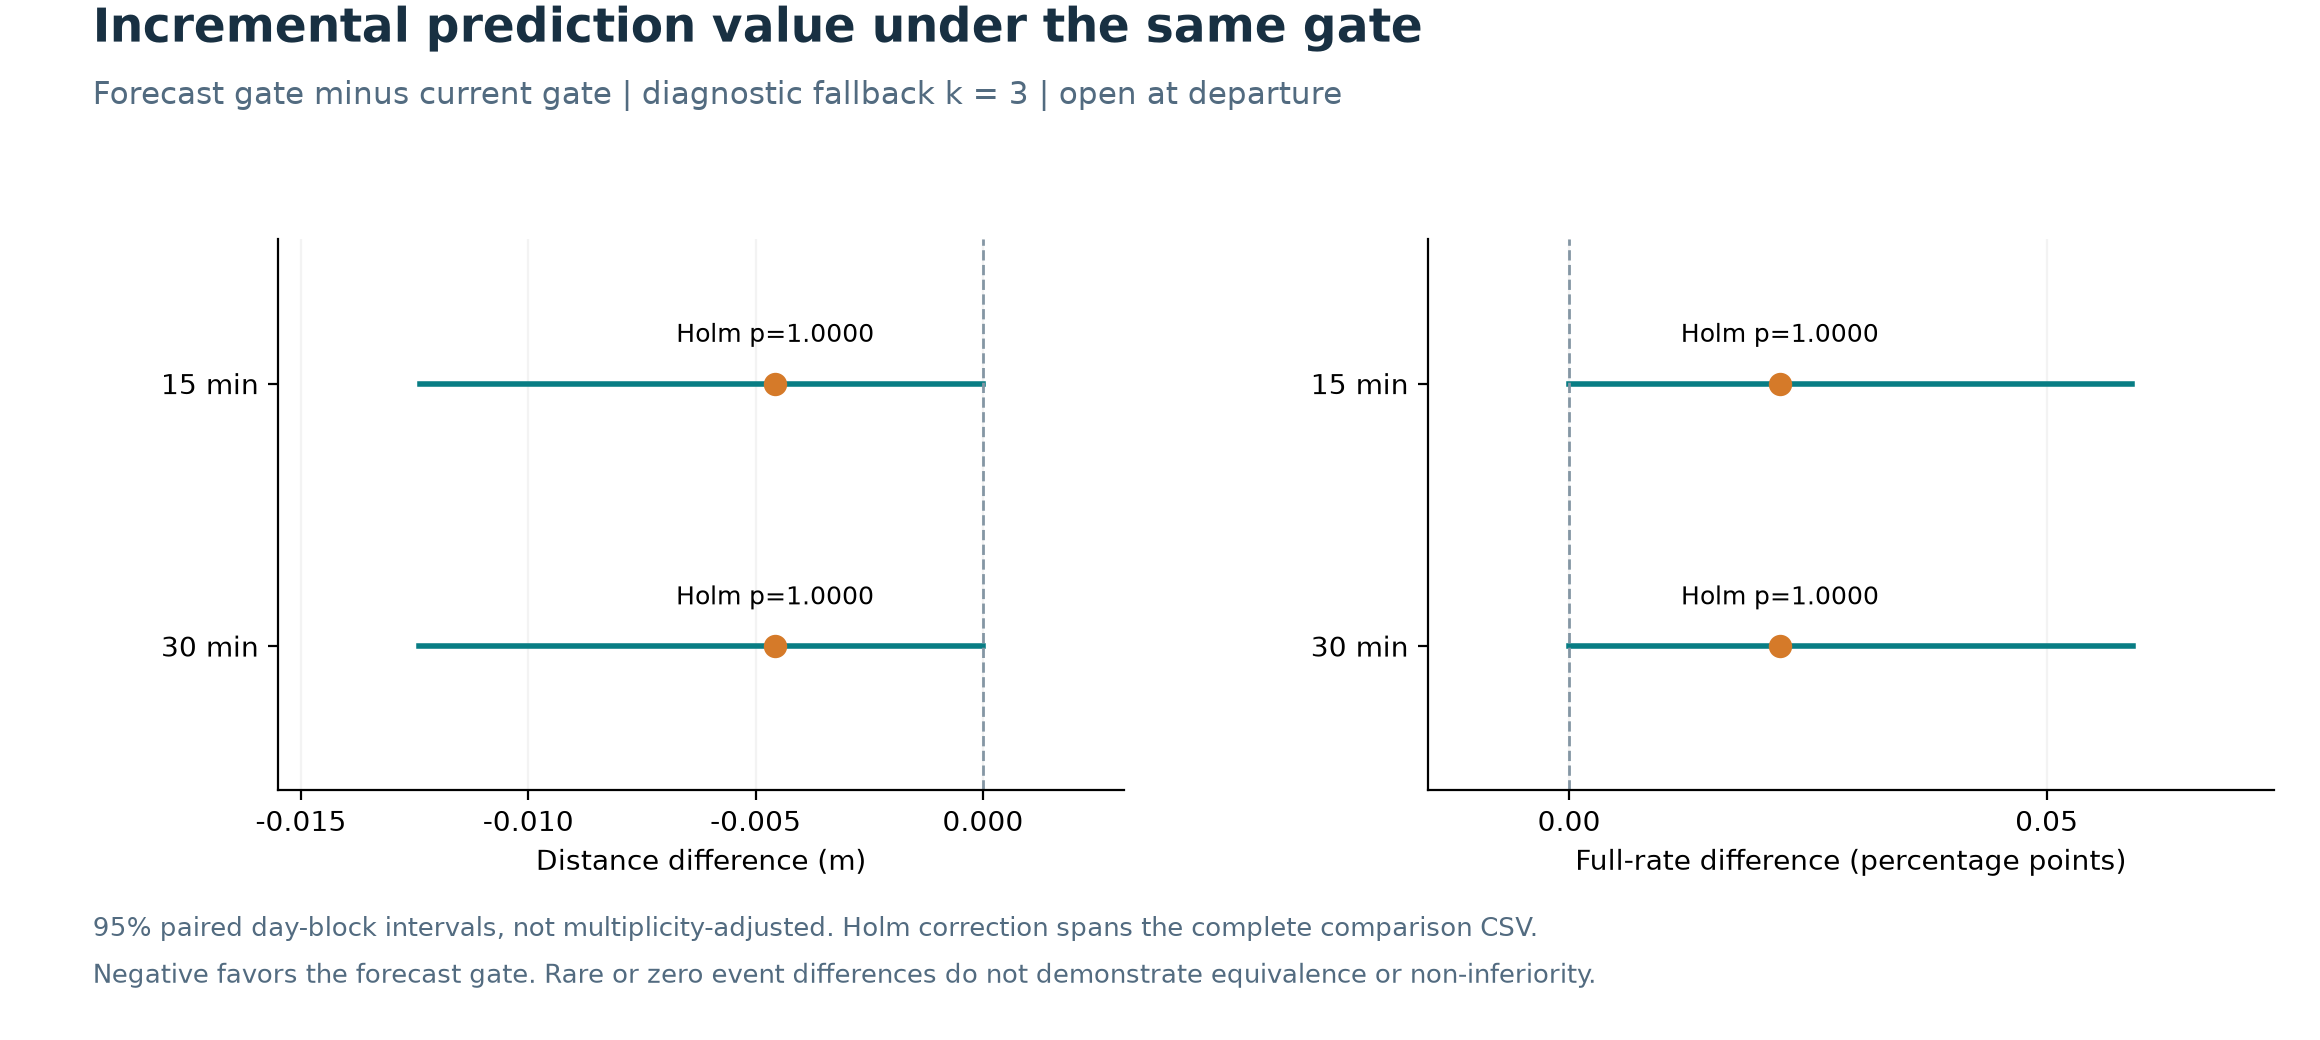 Incremental prediction value under the same gate
Forecast gate minus current gate | diagnostic fallback k = 3 | open at departure
Holm p=1.0000
15 min
Holm p=1.0000
30 min
-0.015 -0.010 -0.005 0.000
Distance difference (m)
Holm p=1.0000
15 min
Holm p=1.0000
30 min
0.00 0.05
Full-rate difference (percentage points)
95% paired day-block intervals, not multiplicity-adjusted. Holm correction spans the complete comparison CSV.
Negative favors the forecast gate. Rare or zero event differences do not demonstrate equivalence or non-inferiority.